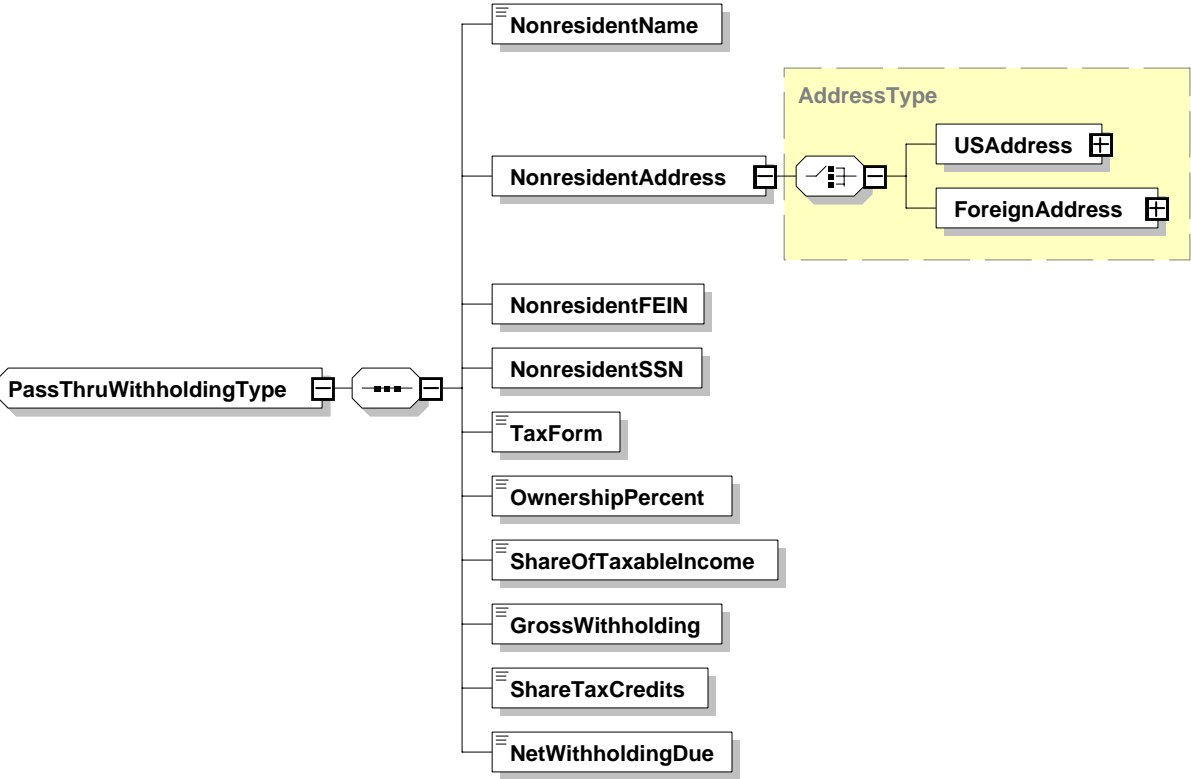 NonresidentName
AddressType
USAddress
NonresidentAddress
ForeignAddress
NonresidentFEIN
NonresidentSSN
PassThruWithholdingType
TaxForm
OwnershipPercent
ShareOfTaxableIncome
GrossWithholding
ShareTaxCredits
NetWithholdingDue